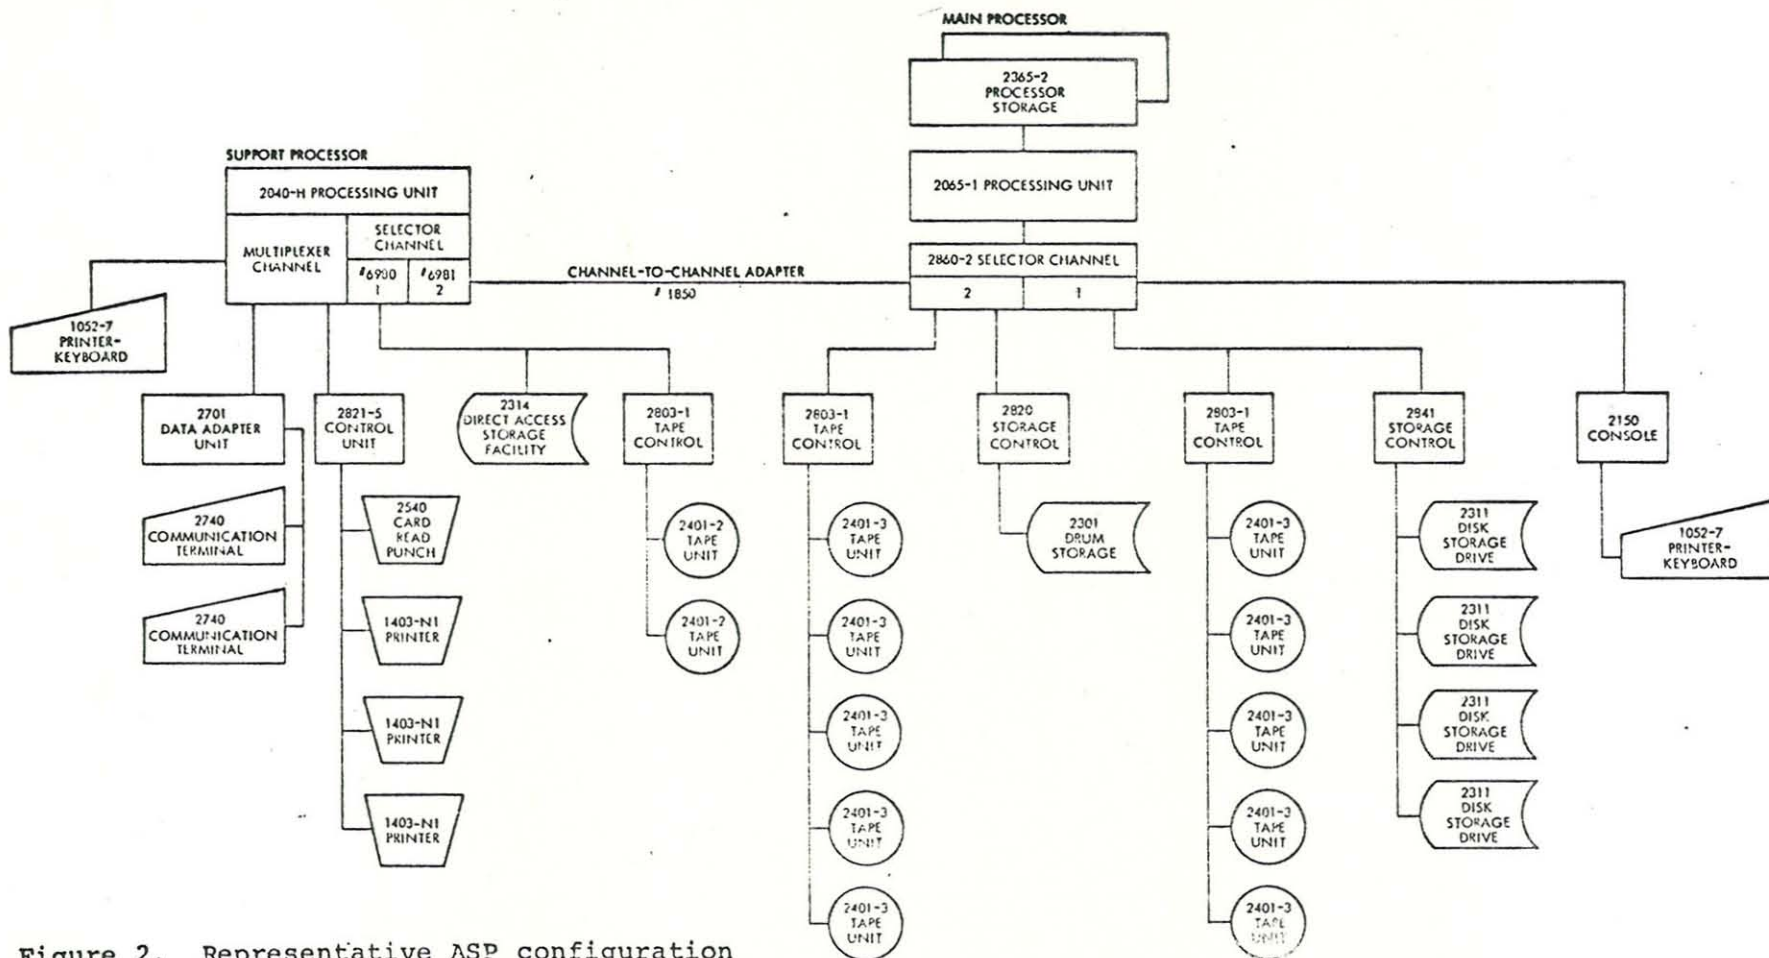 MAIN PROCESSOR
2365-2
PROCESSOR
STORAGE
SUPPORT PROCESSOR
2040-H PROCESSING UNIT
2065-1 PROCESSING UNIT
MULTIPLEXER
CHANNEL
SELECTOR
CHANNEL
#6980
1
#6981
2
CHANNEL-TO-CHANNEL ADAPTER
# 1850
2860-2 SELECTOR CHANNEL
2
1
1052-7
PRINTER-
KEYBOARD
2701
DATA ADAPTER
UNIT
2821-5
CONTROL
UNIT
2314
DIRECT ACCESS
STORAGE
FACILITY
2803-1
TAPE
CONTROL
2803-1
TAPE
CONTROL
2820
STORAGE
CONTROL
2803-1
TAPE
CONTROL
2841
STORAGE
CONTROL
2150
CONSOLE
2740
COMMUNICATION
TERMINAL
2540
CARD
READ
PUNCH
2401-2
TAPE
UNIT
2401-3
TAPE
UNIT
2301
DRUM
STORAGE
2401-3
TAPE
UNIT
2311
DISK
STORAGE
DRIVE
1052-7
PRINTER-
KEYBOARD
2740
COMMUNICATION
TERMINAL
1403-N1
PRINTER
2401-2
TAPE
UNIT
2401-3
TAPE
UNIT
2401-3
TAPE
UNIT
2311
DISK
STORAGE
DRIVE
1403-N1
PRINTER
2401-3
TAPE
UNIT
2401-3
TAPE
UNIT
2311
DISK
STORAGE
DRIVE
1403-N1
PRINTER
2401-3
TAPE
UNIT
2401-3
TAPE
UNIT
2311
DISK
STORAGE
DRIVE
2401-3
TAPE
UNIT
2401-3
TAPE
UNIT
Figure 2. Representative ASP configuration